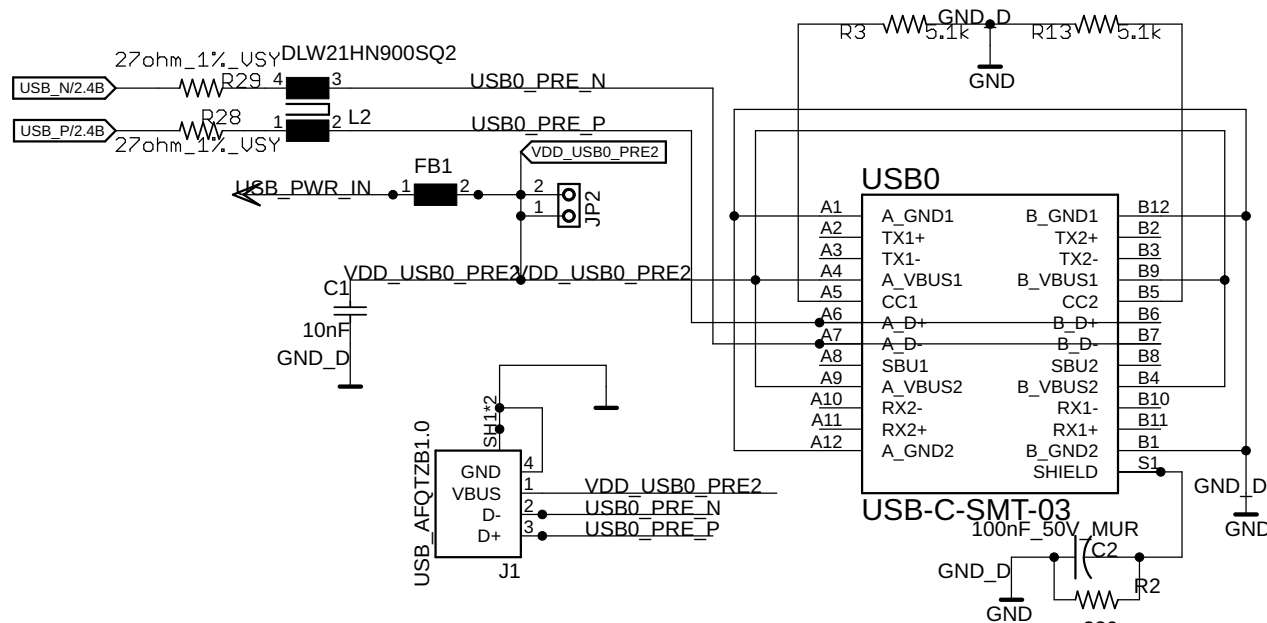 GND_D
R3
5.1k
R13
5.1k
GND
27ohm_1%_VSY
DLW21HN900SQ2
USB_N/2.4B
R29
4
3
USB0_PRE_N
USB_P/2.4B
R28
1
2
L2
USB0_PRE_P
27ohm_1%_VSY
VDD_USB0_PRE2
FB1
USB_PWR_IN
1
2
2
1
JP2
VDD_USB0_PRE2
VDD_USB0_PRE2
C1
10nF
GND_D
USB0
A1 A_GND1 B_GND1 B12
A2 TX1+ TX2+ B2
A3 TX1- TX2- B3
A4 A_VBUS1 B_VBUS1 B9
A5 CC1 CC2 B5
A6 A_D+ B_D+ B6
A7 A_D- B_D- B7
A8 SBU1 SBU2 B8
A9 A_VBUS2 B_VBUS2 B4
A10 RX2- RX1- B10
A11 RX2+ RX1+ B11
A12 A_GND2 B_GND2 B1
SHIELD S1
USB-C-SMT-03
GND_D
GND
SH1*2
USB_AFQTZB1.0
GND 4
VBUS 1 VDD_USB0_PRE2
D- 2 USB0_PRE_N
D+ 3 USB0_PRE_P
J1
100nF_50V_MUR
C2
GND_D
R2
GND